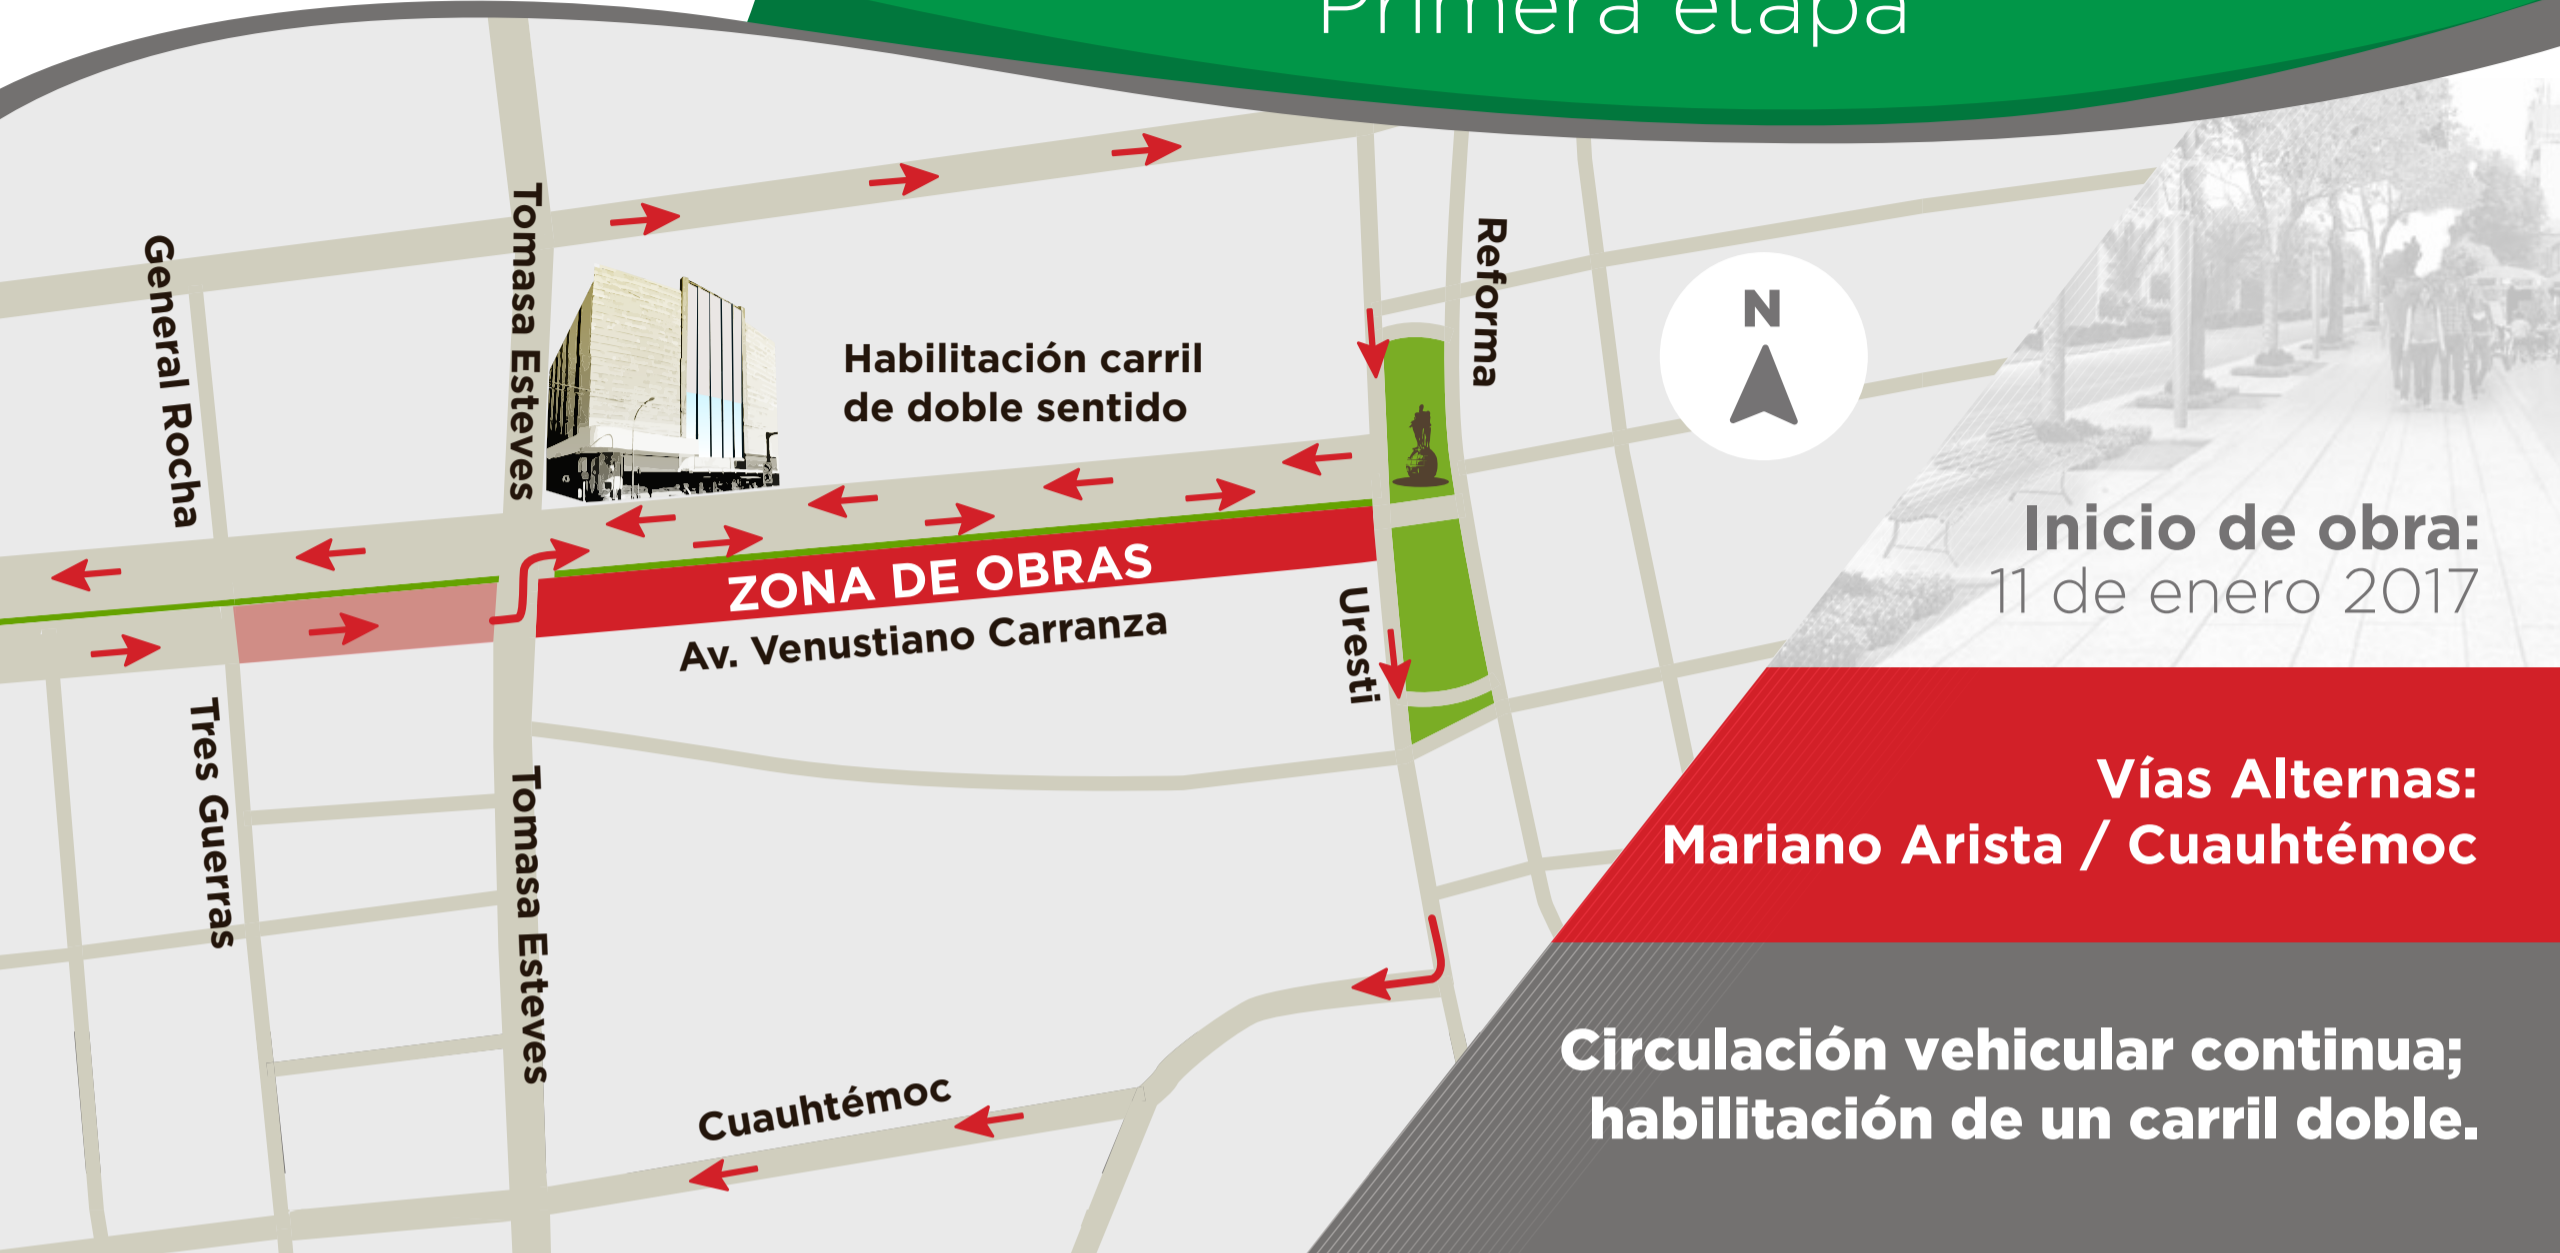 Primera etapa
General Rocha
Tomasa Esteves
Habilitación carril
de doble sentido
Reforma
N
ZONA DE OBRAS
Av. Venustiano Carranza
Uresti
Tres Guerras
Tomasa Esteves
Cuauhtémoc
Inicio de obra:
11 de enero 2017
Vías Alternas:
Mariano Arista / Cuauhtémoc
Circulación vehicular continua;
habilitación de un carril doble.